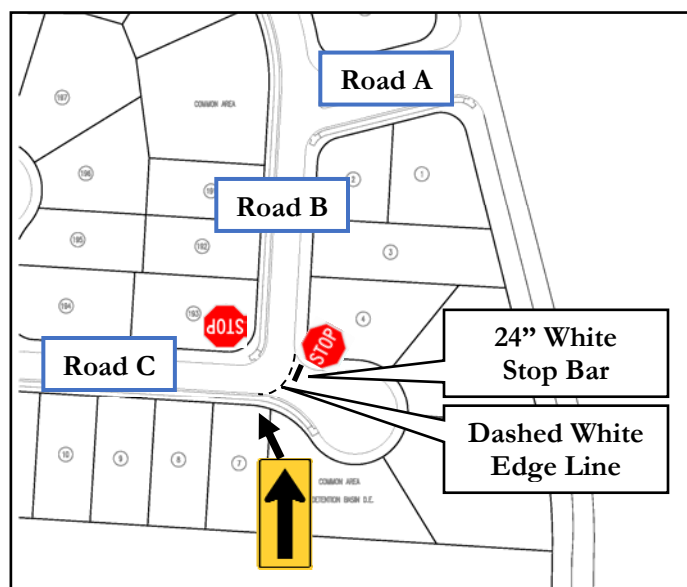 Road A
197
COMMON AREA
196
2
1
Road B
195
192
3
194
193
STOP
4
STOP
24” White
Stop Bar
Road C
Dashed White
Edge Line
10
9
8
7
COMMON AREA
DETENTION BASIN D.E.